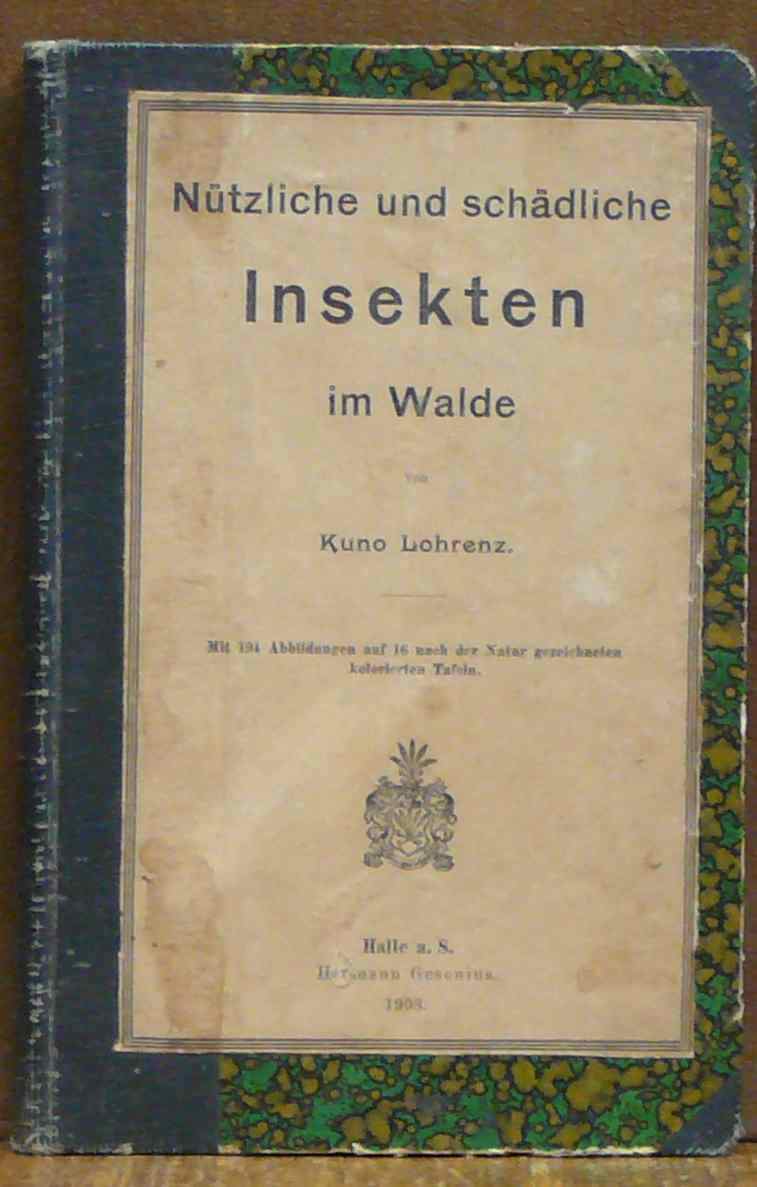 Nützliche und schädliche
Insekten
im Walde
von
Kuno Lohrenz.
Mit 194 Abbildungen auf 16 nach der Natur gezeichneten
kolorierten Tafeln.
Halle a. S.
Hermann Gesenius.
1908.